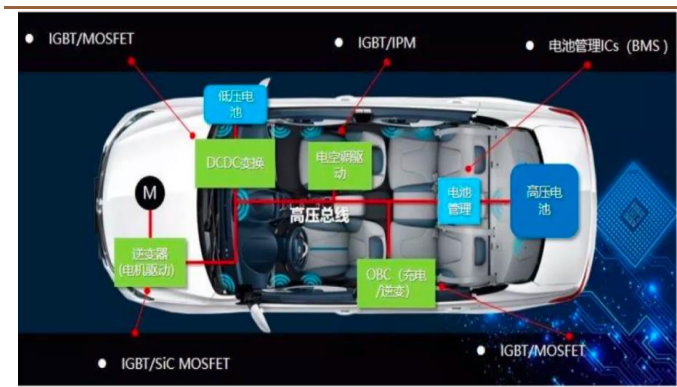 IGBT/MOSFET
IGBT/IPM
电池管理ICs（BMS）
低压电
池
DCDC变换
电空调驱
动
M
高压总线
电池
管理
高压电
池
逆变器
(电机驱动)
OBC（充电
/逆变）
IGBT/MOSFET
IGBT/SiC MOSFET